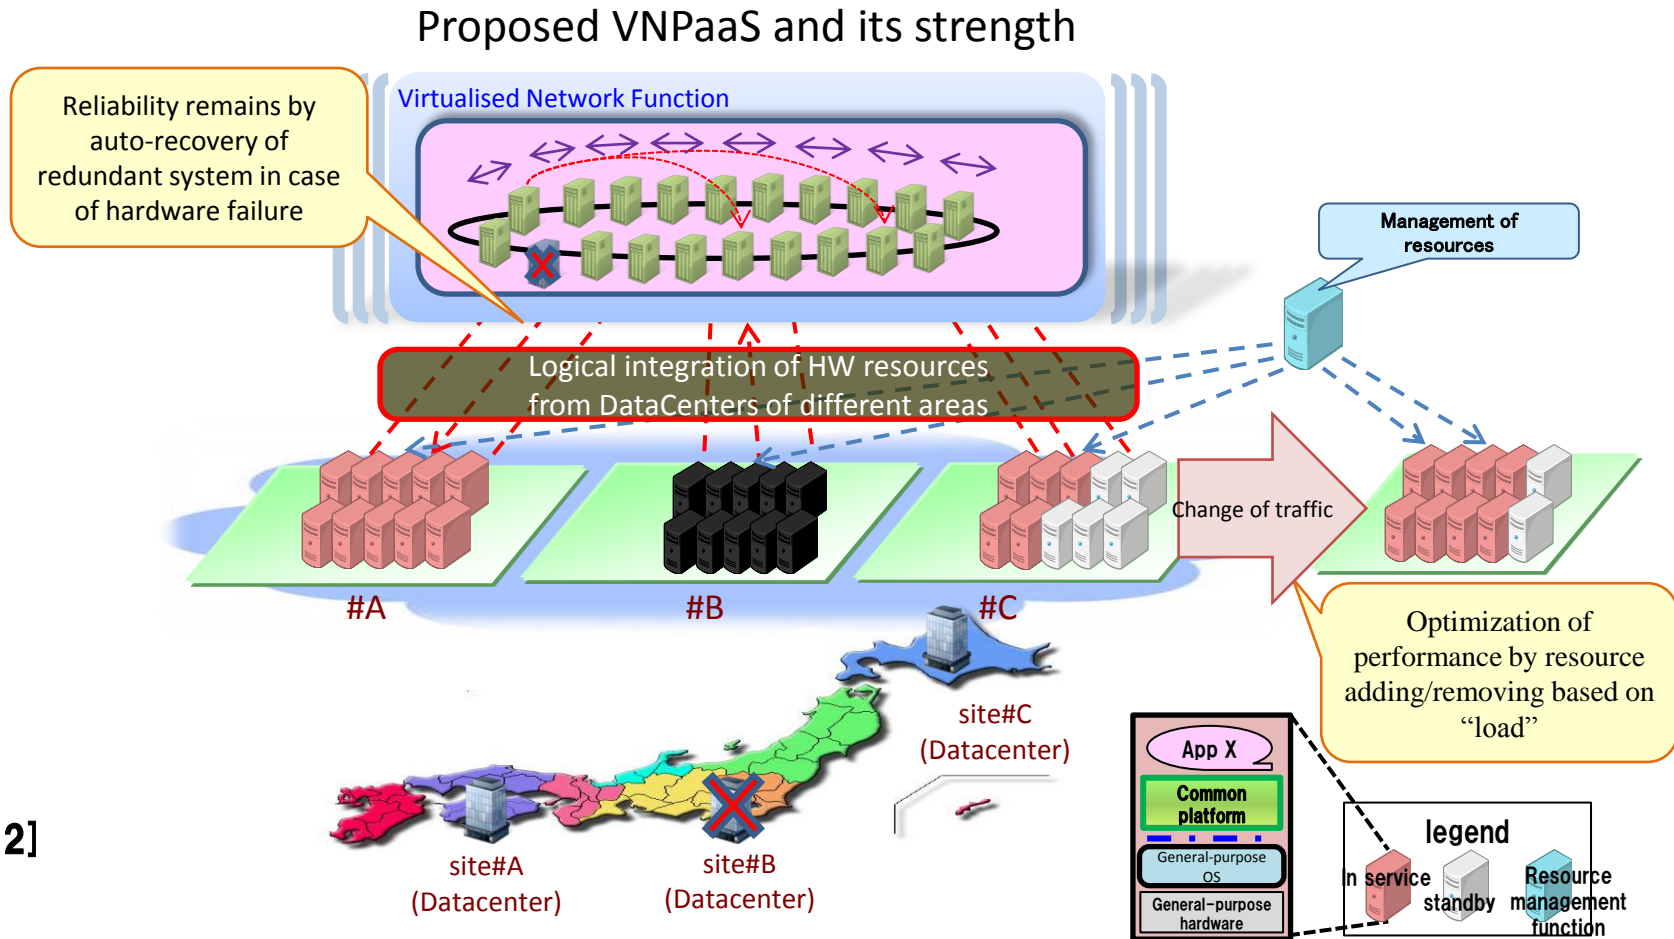 Proposed VNPaaS and its strength
Reliability remains by
auto-recovery of
redundant system in case
of hardware failure
Virtualised Network Function
Management of
resources
Logical integration of HW resources
from DataCenters of different areas
Change of traffic
#A
#B
#C
Optimization of
performance by resource
adding/removing based on
“load”
site#C
(Datacenter)
site#A
(Datacenter)
site#B
(Datacenter)
2]
App X
Common
platform
General-purpose
OS
General-purpose
hardware
legend
In service
standby
Resource
management
function